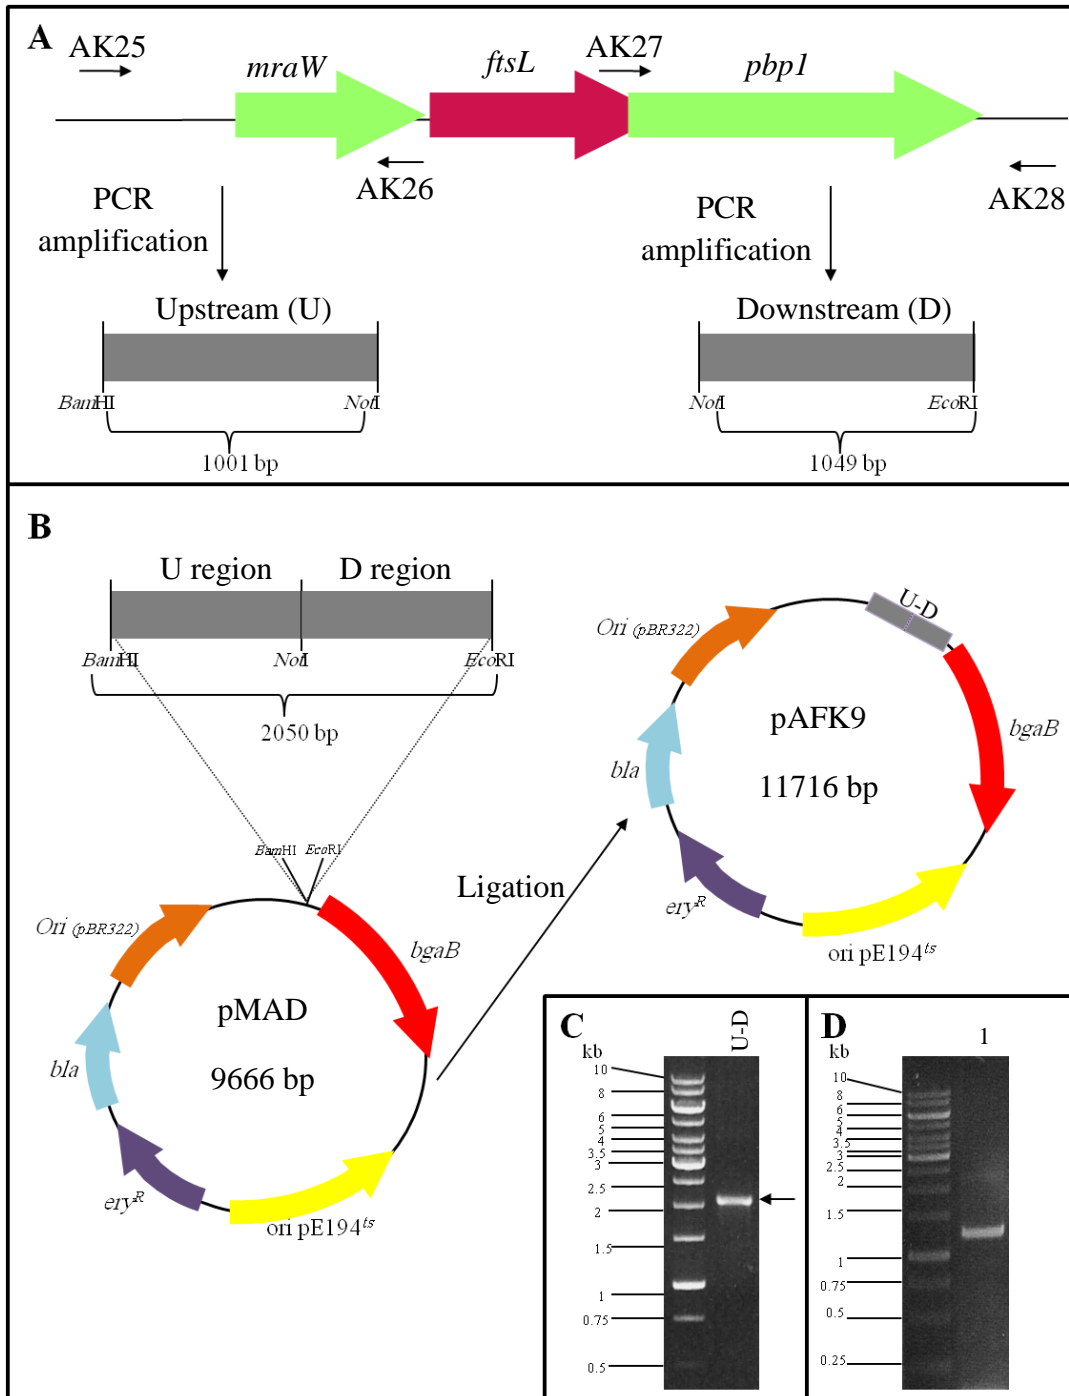 A
AK25
mraW
ftsL
AK27
pbp1
AK26
AK28
PCR
amplification
PCR
amplification
Upstream (U)
Downstream (D)
BamHI
NotI
NotI
EcoRI
1001 bp
1049 bp
B
U region
D region
BamHI
NotI
EcoRI
2050 bp
BamHI
EcoRI
Ori (pBR322)
bgaB
bla
pMAD
9666 bp
eryR
ori pE194ts
Ligation
U-D
Ori (pBR322)
bgaB
bla
pAFK9
11716 bp
eryR
ori pE194ts
C
U-D
kb
10
8
6
5
4
3.5
3
2.5
2
1.5
1
0.75
0.5
D
1
kb
10
8
6
5
4
3.5
3
2.5
2
1.5
1
0.75
0.5
0.25